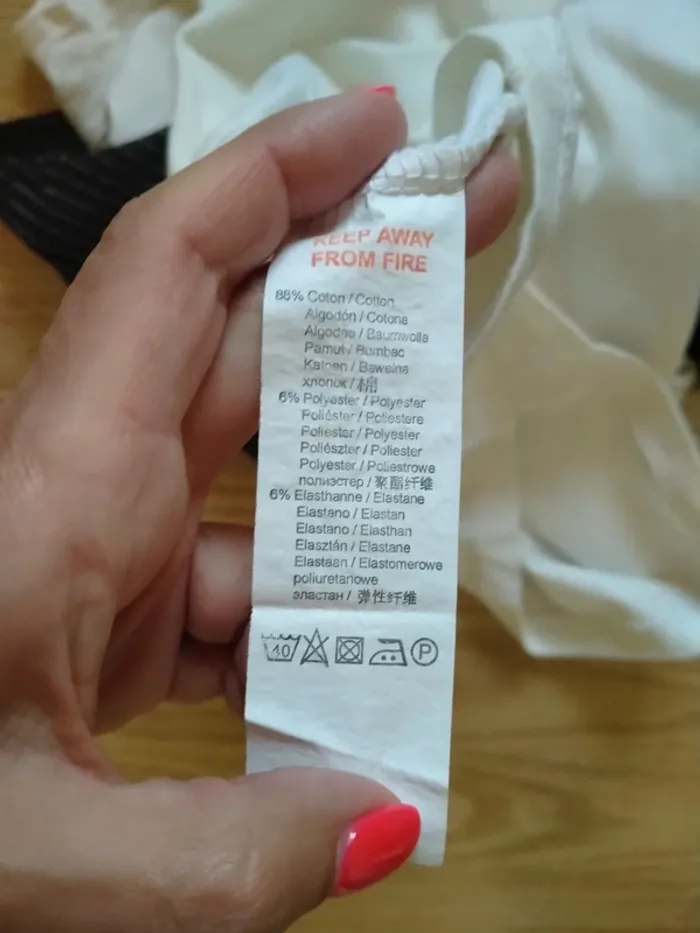 KEEP AWAY
FROM FIRE
88% Coton / Cotton
Algodón / Cotone
Algodao / Baumwolla
Pamut / Bumbac
Katoen / Bawełna
хлопок / 棉
6% Polyester / Polyester
Poliéster / Poliestere
Poliester / Polyester
Poliészter / Poliester
Polyester / Poliestrowe
полиэстер / 聚酯纤维
6% Elasthanne / Elastane
Elastano / Elastan
Elastano / Elasthan
Elasztán / Elastane
Elastaan / Elastomerowe
poliuretanowe
эластан / 弹性纤维
40 P